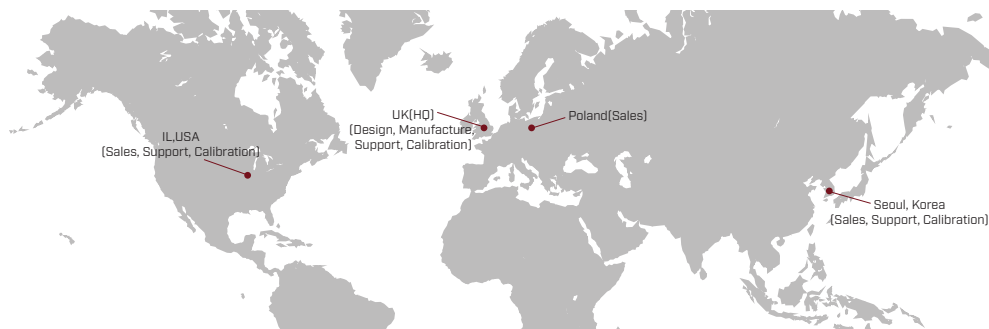 IL,USA
(Sales, Support, Calibration)
UK(HQ)
(Design, Manufacture,
Support, Calibration)
Poland(Sales)
Seoul, Korea
(Sales, Support, Calibration)